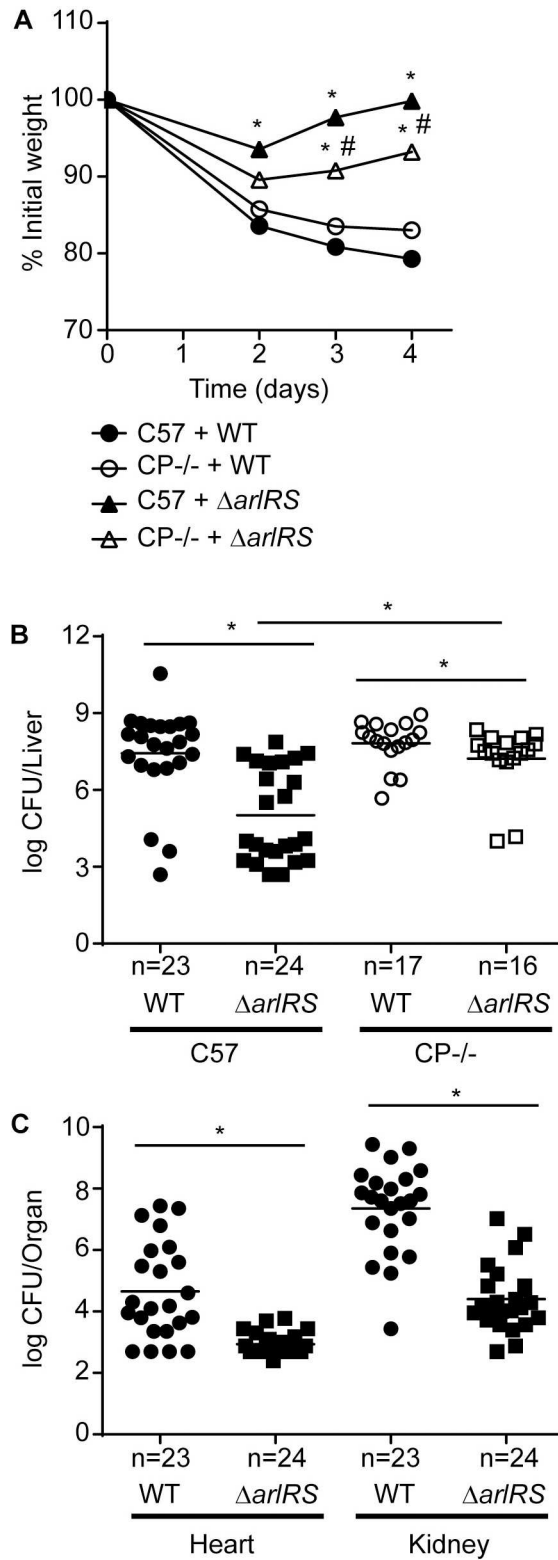 A
110
100
90
80
70
% Initial weight
* * *
* # * #
0 1 2 3 4
Time (days)
C57 + WT
CP-/- + WT
C57 + ΔarlRS
CP-/- + ΔarlRS
B
* * *
12
9
6
3
0
log CFU/Liver
n=23 n=24 n=17 n=16
WT ΔarlRS WT ΔarlRS
C57 CP-/-
C
* *
10
8
6
4
2
0
log CFU/Organ
n=23 n=24 n=23 n=24
WT ΔarlRS WT ΔarlRS
Heart Kidney